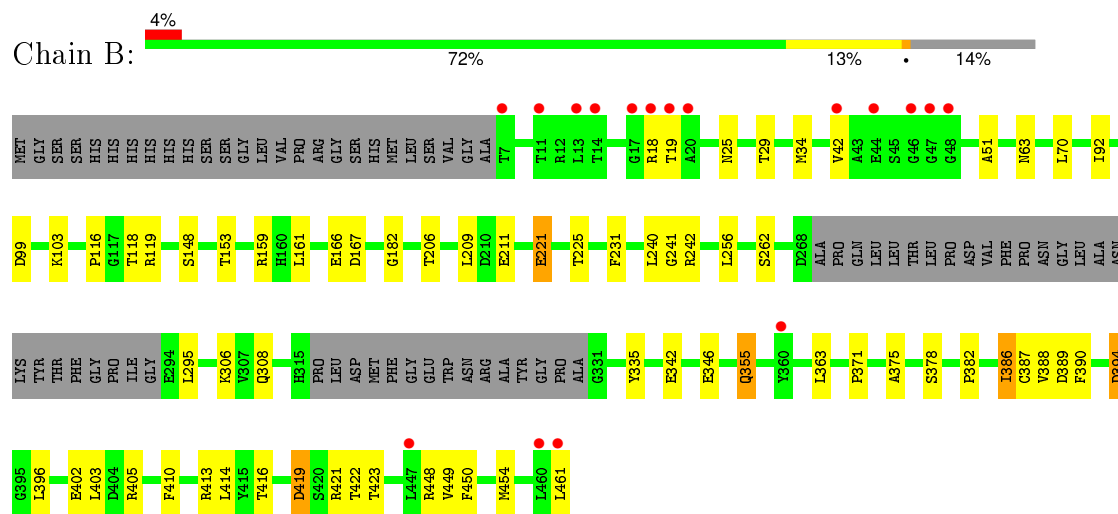 4%
Chain B:
72% 13% • 14%
MET GLY SER SER HIS HIS HIS HIS HIS HIS SER SER GLY LEU VAL PRO ARG GLY SER HIS MET LEU SER VAL GLY ALA T7 T11 R12 L13 T14 G17 R18 T19 A20 N25 T29 M34 V42 A43 E44 S45 G46 G47 G48 A51 N63 L70 I92
D99 K103 P116 G117 T118 R119 S148 T153 R159 H160 L161 E166 D167 G182 T206 L209 D210 E211 E221 T225 F231 L240 G241 R242 L256 S262 D268 ALA PRO GLN LEU LEU THR LEU PRO ASP VAL PHE PRO ASN GLY LEU ALA ASN
LYS TYR THR PHE GLY PRO ILE GLY E294 L295 K306 V307 Q308 H315 PRO LEU ASP MET PHE GLY GLU TRP ASN ARG ALA TYR GLY PRO ALA G331 Y335 E342 E346 Q355 Y360 L363 P371 A375 S378 P382 I386 C387 V388 D389 F390 D394
G395 L396 E402 L403 D404 R405 F410 R413 L414 Y415 T416 D419 S420 R421 T422 T423 L447 R448 V449 F450 M454 L460 L461